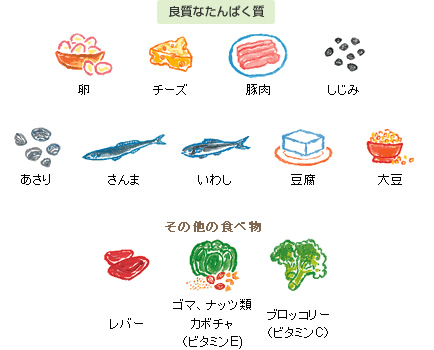 良質なたんぱく質
卵
チーズ
豚肉
しじみ
あさり
さんま
いわし
豆腐
大豆
その他の食べ物
レバー
ゴマ、ナッツ類
カボチャ
(ビタミンE)
ブロッコリー
(ビタミンC)